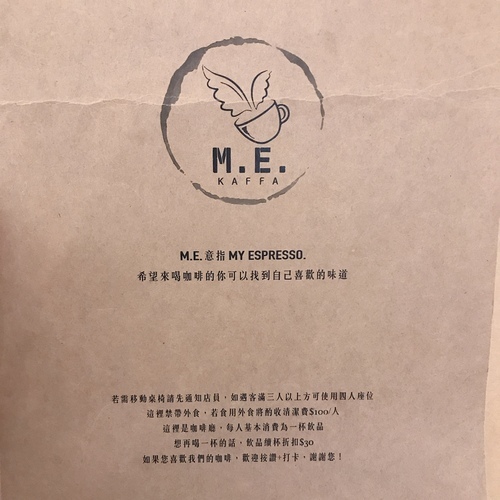 M.E.
KAFFA
M.E.意指 MY ESPRESSO.
希望來喝咖啡的你可以找到自己喜歡的味道
若需移動桌椅請先通知店員，如遇客滿三人以上方可使用四人座位
這裡禁帶外食，若食用外食將酌收清潔費$100/人
這裡是咖啡廳，每人基本消費為一杯飲品
想再喝一杯的話，飲品續杯折扣$30
如果您喜歡我們的咖啡，歡迎按讚+打卡，謝謝您！